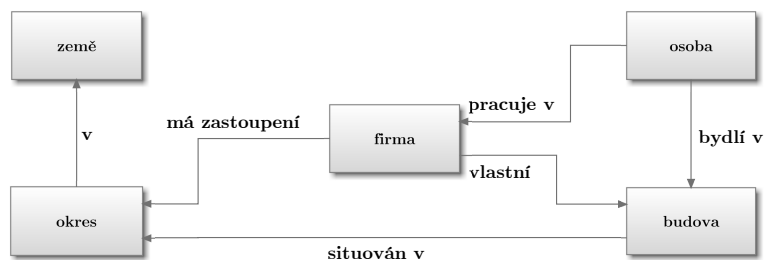 země
osoba
pracuje v
má zastoupení
v
firma
bydlí v
vlastní
okres
budova
situován v